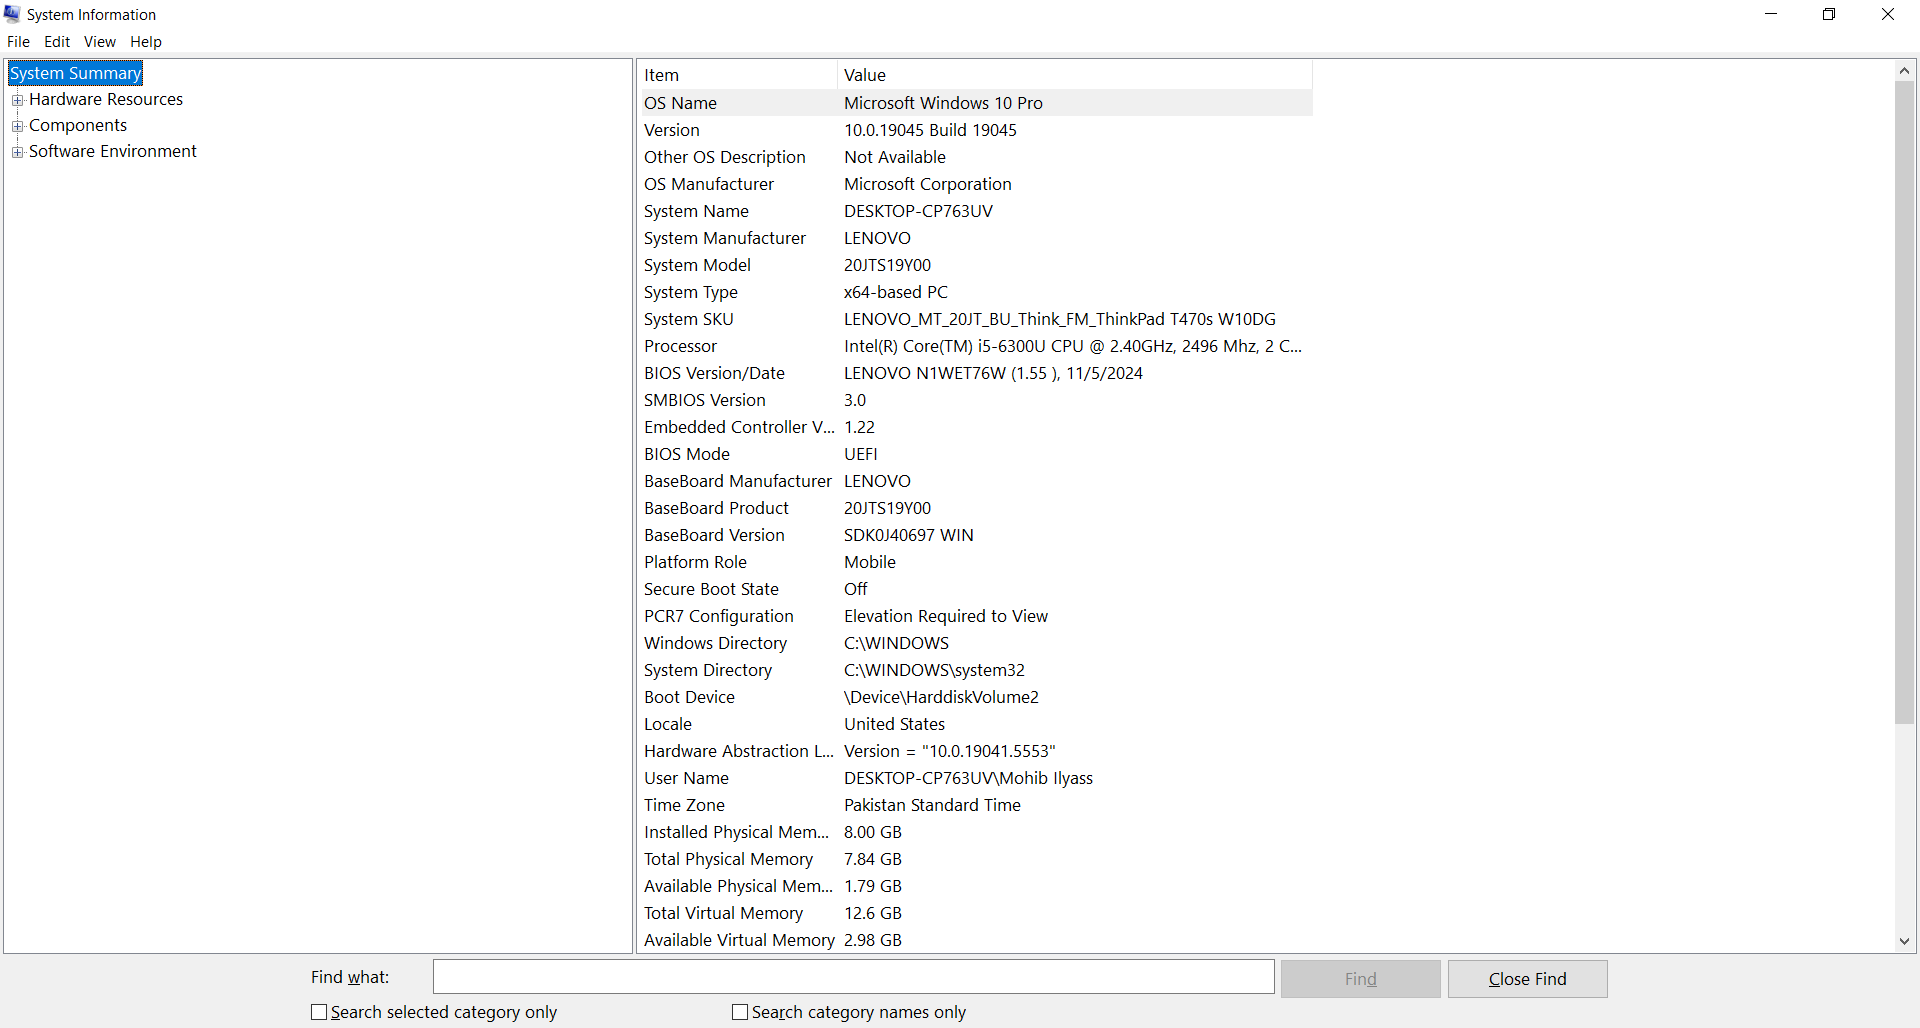 System Information
File Edit View Help
System Summary
Hardware Resources
Components
Software Environment
Item Value
OS Name Microsoft Windows 10 Pro
Version 10.0.19045 Build 19045
Other OS Description Not Available
OS Manufacturer Microsoft Corporation
System Name DESKTOP-CP763UV
System Manufacturer LENOVO
System Model 20JTS19Y00
System Type x64-based PC
System SKU LENOVO_MT_20JT_BU_Think_FM_ThinkPad T470s W10DG
Processor Intel(R) Core(TM) i5-6300U CPU @ 2.40GHz, 2496 Mhz, 2 C...
BIOS Version/Date LENOVO N1WET76W (1.55 ), 11/5/2024
SMBIOS Version 3.0
Embedded Controller V... 1.22
BIOS Mode UEFI
BaseBoard Manufacturer LENOVO
BaseBoard Product 20JTS19Y00
BaseBoard Version SDK0J40697 WIN
Platform Role Mobile
Secure Boot State Off
PCR7 Configuration Elevation Required to View
Windows Directory C:\WINDOWS
System Directory C:\WINDOWS\system32
Boot Device \Device\HarddiskVolume2
Locale United States
Hardware Abstraction L... Version = "10.0.19041.5553"
User Name DESKTOP-CP763UV\Mohib Ilyass
Time Zone Pakistan Standard Time
Installed Physical Mem... 8.00 GB
Total Physical Memory 7.84 GB
Available Physical Mem... 1.79 GB
Total Virtual Memory 12.6 GB
Available Virtual Memory 2.98 GB
Find what: Find Close Find
Search selected category only Search category names only